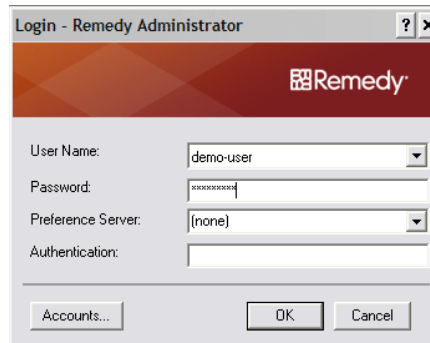 Login - Remedy Administrator
Remedy
User Name: demo-user
Password: ×××××××××
Preference Server: (none)
Authentication:
Accounts... OK Cancel